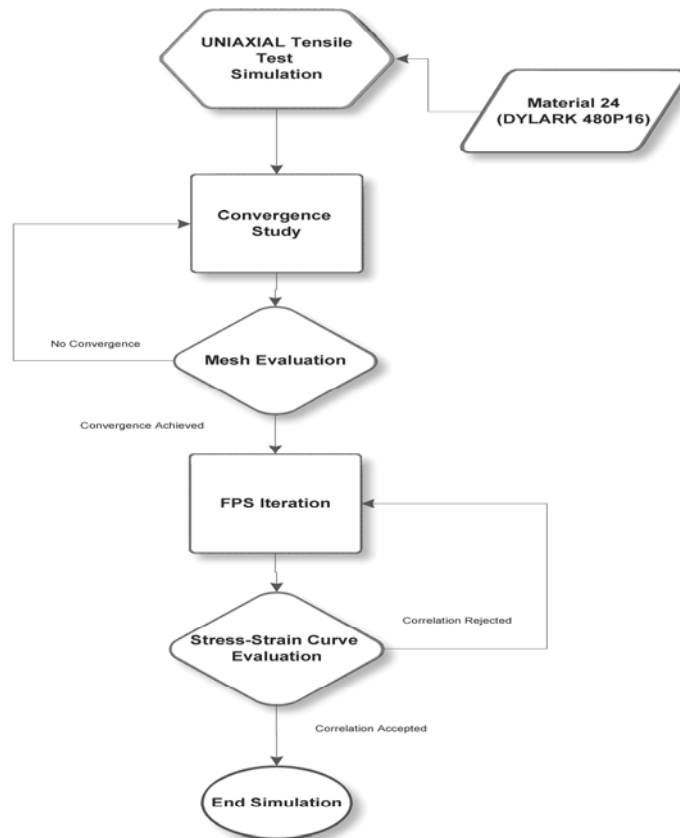 UNIAXIAL Tensile
Test
Simulation
Material 24
(DYLARK 480P16)
Convergence
Study
No Convergence
Mesh Evaluation
Convergence Achieved
FPS Iteration
Correlation Rejected
Stress-Strain Curve
Evaluation
Correlation Accepted
End Simulation